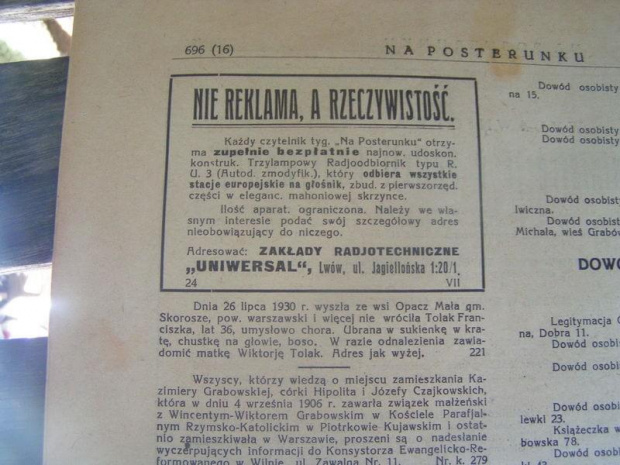 696 (16)
NA POSTERUNKU
NIE REKLAMA, A RZECZYWISTOŚĆ.
Każdy czytelnik tyg. „Na Posterunku" otrzy-
ma zupełnie bezpłatnie najnow. udoskon.
konstruk. Trzylampowy Radjoodbiornik typu R.
U. 3 (Autod. zmodyfik.), który odbiera wszystkie
stacje europejskie na głośnik, zbud. z pierwszorzęd.
części w eleganc. mahoniowej skrzynce.
Ilość aparat. ograniczona. Należy we wła-
snym interesie podać swój szczegółowy adres
nieobowiązujący do niczego.
Adresować: ZAKŁADY RADJOTECHNICZNE
„UNIWERSAL", Lwów, ul. Jagiellońska 1:20/1.
24 VII
Dnia 26 lipca 1930 r. wyszła ze wsi Opacz Mała gm.
Skorosze, pow. warszawski i więcej nie wróciła Tolak Fran-
ciszka, lat 36, umysłowo chora. Ubrana w sukienkę w kra-
tę, chustkę na głowie, boso. W razie odnalezienia zawia-
domić matkę Wiktorję Tolak. Adres jak wyżej. 221
Wszyscy, którzy wiedzą o miejscu zamieszkania Ka-
zimiery Grabowskiej, córki Hipolita i Józefy Czajkowskich,
która w dniu 4 września 1906 r. zawarła związek małżeński
z Wincentym-Wiktorem Grabowskim w Kościele Parafjal-
nym Rzymsko-Katolickim w Piotrkowie Kujawskim i ostat-
nio zamieszkała w Warszawie, proszeni są o nadesłanie
wyczerpujących informacji do Konsystorza Ewangelicko-Re-
formowanego w Wilnie, ul. Zawalna Nr. 11. Nr. k. 279
Dowód osobisty
na 15.
Dowód osobisty
Dowód osobisty
Dowód osobisty
lwiczna.
Dowód osobisty
Michała, wieś Grabów
DOWO
Legitymacja
na, Dobra 11.
Dowód osobisty
Dowód osobi
Dowód osobist
lewki 23.
Książeczka w
bowska 78.
Dowód osobi